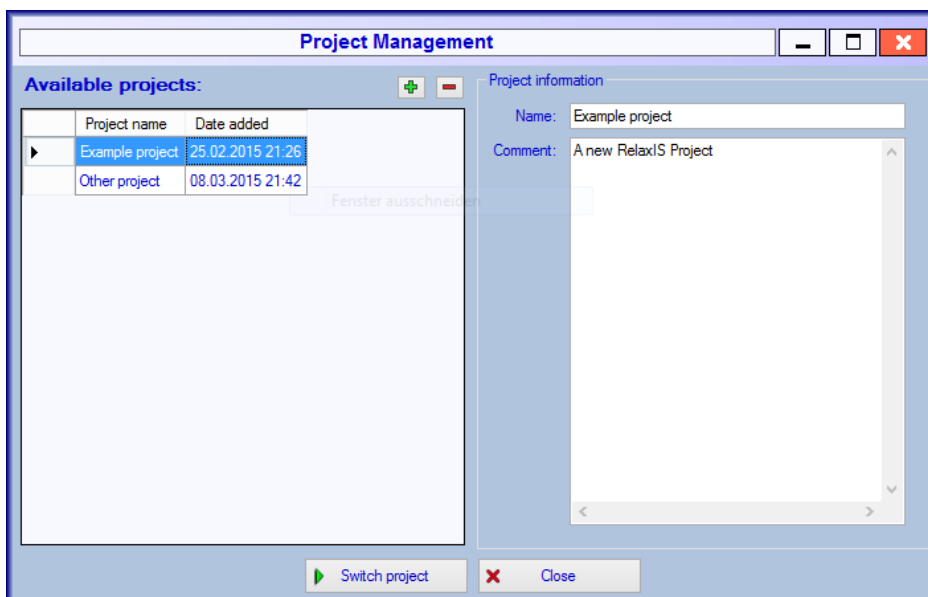 Project Management
Available projects:
Project name Date added
Example project 25.02.2015 21:26
Other project 08.03.2015 21:42
Fenster ausschneiden
Project information
Name: Example project
Comment: A new RelaxIS Project
Switch project
Close